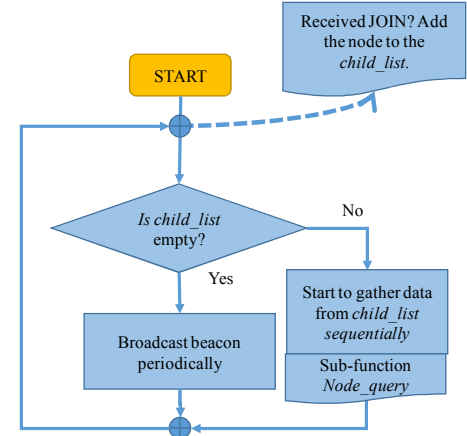 Received JOIN? Add
the node to the
child_list.
START
Is child_list
empty?
No
Yes
Start to gather data
from child_list
sequentially
Broadcast beacon
periodically
Sub-function
Node_query